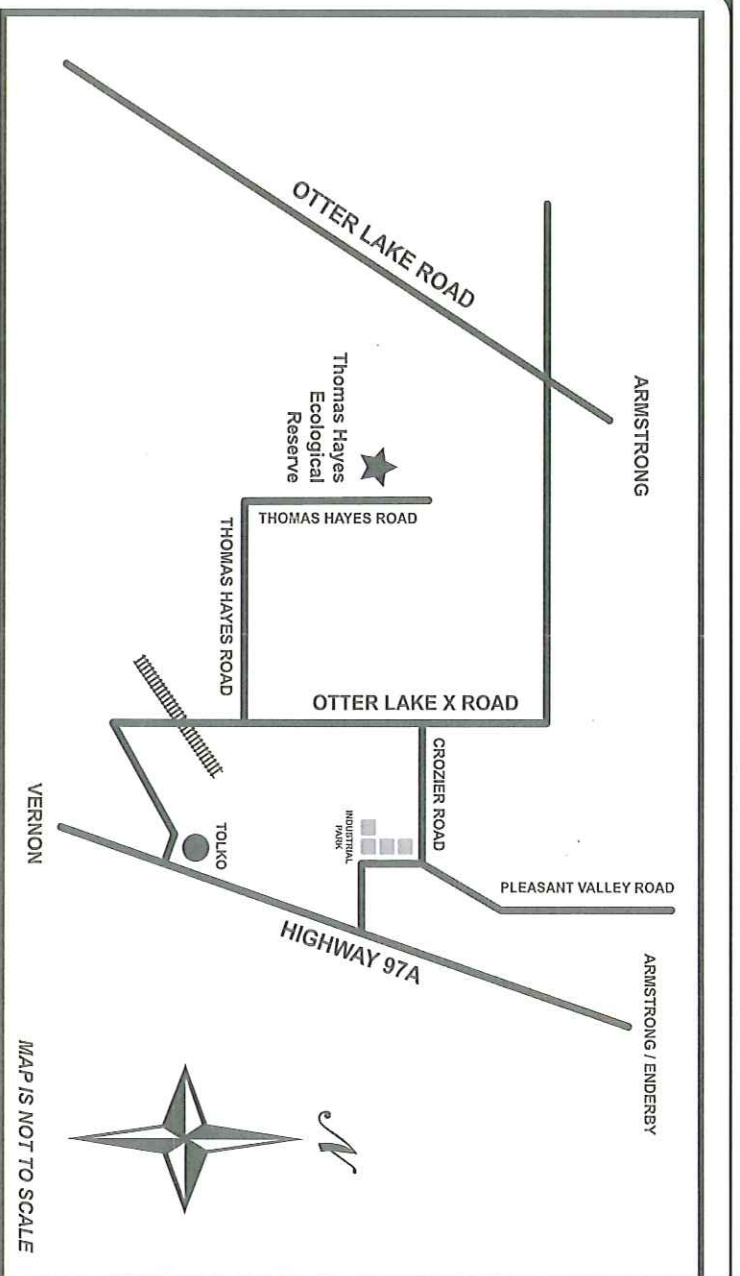 ARMSTRONG
ARMSTRONG / ENDERBY
OTTER LAKE ROAD
Thomas Hayes
Ecological
Reserve
THOMAS HAYES ROAD
THOMAS HAYES ROAD
OTTER LAKE X ROAD
CROZIER ROAD
PLEASANT VALLEY ROAD
INDUSTRIAL
PARK
TOLKO
HIGHWAY 97A
VERNON
N
MAP IS NOT TO SCALE